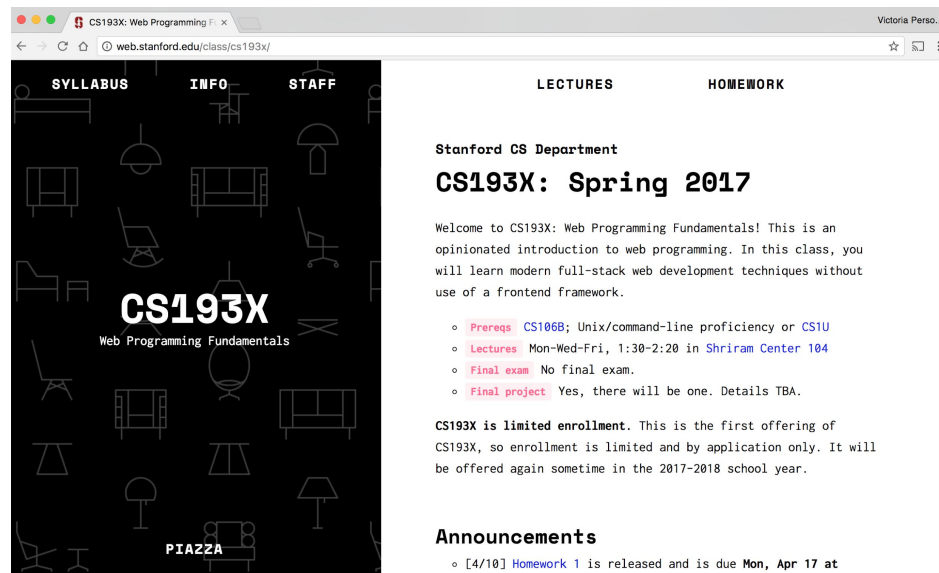 CS193X: Web Programming Fu
Victoria Perso...
web.stanford.edu/class/cs193x/
SYLLABUS INFO STAFF
LECTURES HOMEWORK
CS193X
Web Programming Fundamentals
PIAZZA
Stanford CS Department
CS193X: Spring 2017
Welcome to CS193X: Web Programming Fundamentals! This is an
opinionated introduction to web programming. In this class, you
will learn modern full-stack web development techniques without
use of a frontend framework.
Prereqs CS106B; Unix/command-line proficiency or CS1U
Lectures Mon-Wed-Fri, 1:30-2:20 in Shriram Center 104
Final exam No final exam.
Final project Yes, there will be one. Details TBA.
CS193X is limited enrollment. This is the first offering of
CS193X, so enrollment is limited and by application only. It will
be offered again sometime in the 2017-2018 school year.
Announcements
[4/10] Homework 1 is released and is due Mon, Apr 17 at